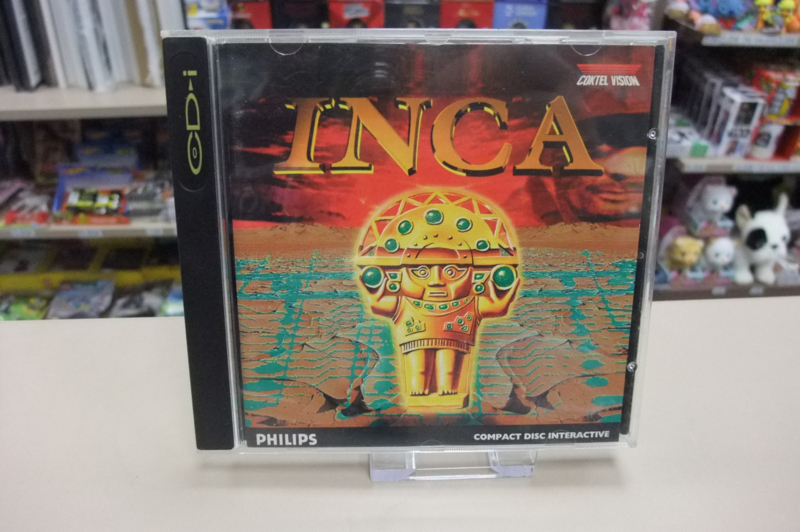 CD-i
COKTEL VISION
INCA
PHILIPS
COMPACT DISC INTERACTIVE